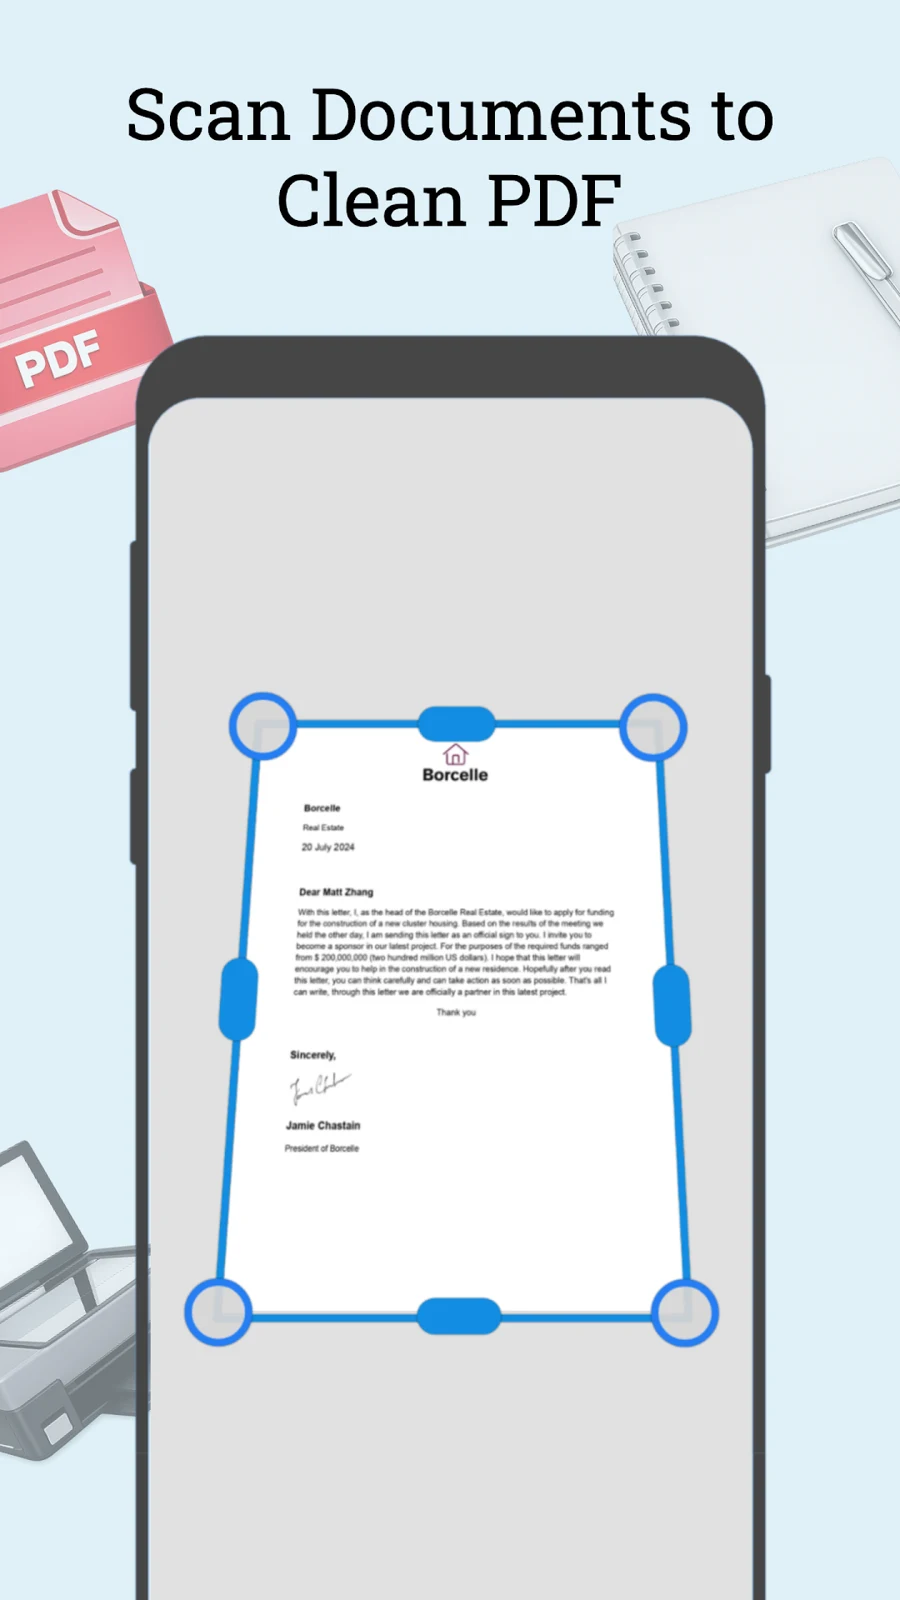 Scan Documents to
Clean PDF
PDF
Borcelle
Borcelle
Real Estate
20 July 2024
Dear Matt Zhang
With this letter, I, as the head of the Borcelle Real Estate, would like to apply for funding
for the construction of a new cluster housing. Based on the results of the meeting we
held the other day, I am sending this letter as an official sign to you. I invite you to
become a sponsor in our latest project. For the purposes of the required funds ranged
from $ 200,000,000 (two hundred million US dollars). I hope that this letter will
encourage you to help in the construction of a new residence. Hopefully after you read
this letter, you can think carefully and can take action as soon as possible. That's all I
can write, through this letter we are officially a partner in this latest project.
Thank you
Sincerely,
Jamie Chastain
President of Borcelle